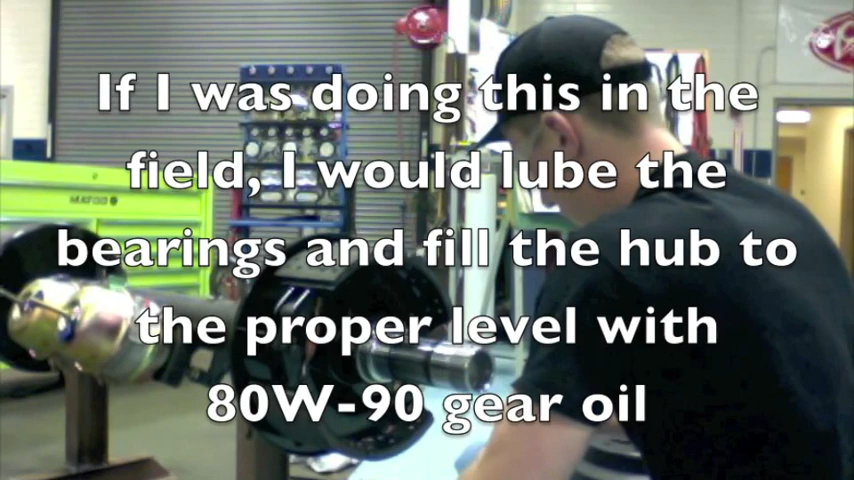 If I was doing this in the
field, I would lube the
bearings and fill the hub to
the proper level with
80W-90 gear oil
MATCO